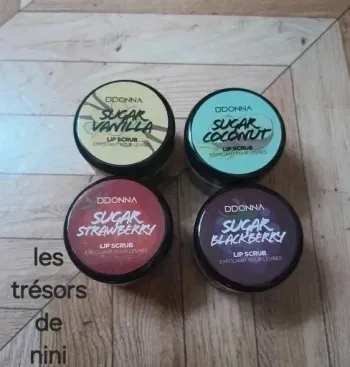 D'DONNA
SUGAR
VANILLA
LIP SCRUB
EXFOLIANT POUR LÈVRES
D'DONNA
SUGAR
COCONUT
LIP SCRUB
EXFOLIANT POUR LÈVRES
D'DONNA
SUGAR
STRAWBERRY
LIP SCRUB
EXFOLIANT POUR LÈVRES
D'DONNA
SUGAR
BLACKBERRY
LIP SCRUB
EXFOLIANT POUR LÈVRES
les
trésors
de
nini